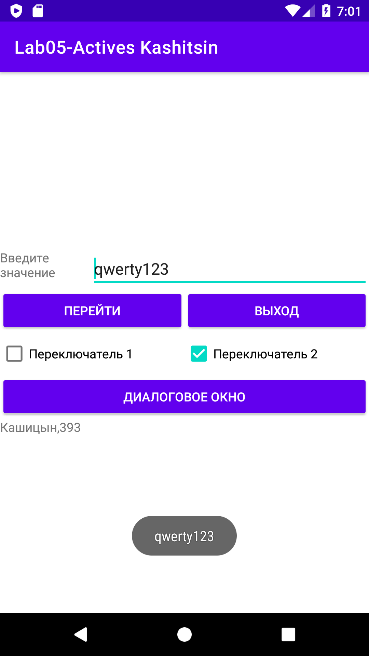 7:01
Lab05-Actives Kashitsin
Введите
значение
qwerty123
ПЕРЕЙТИ
ВЫХОД
Переключатель 1
Переключатель 2
ДИАЛОГОВОЕ ОКНО
Кашицын,393
qwerty123